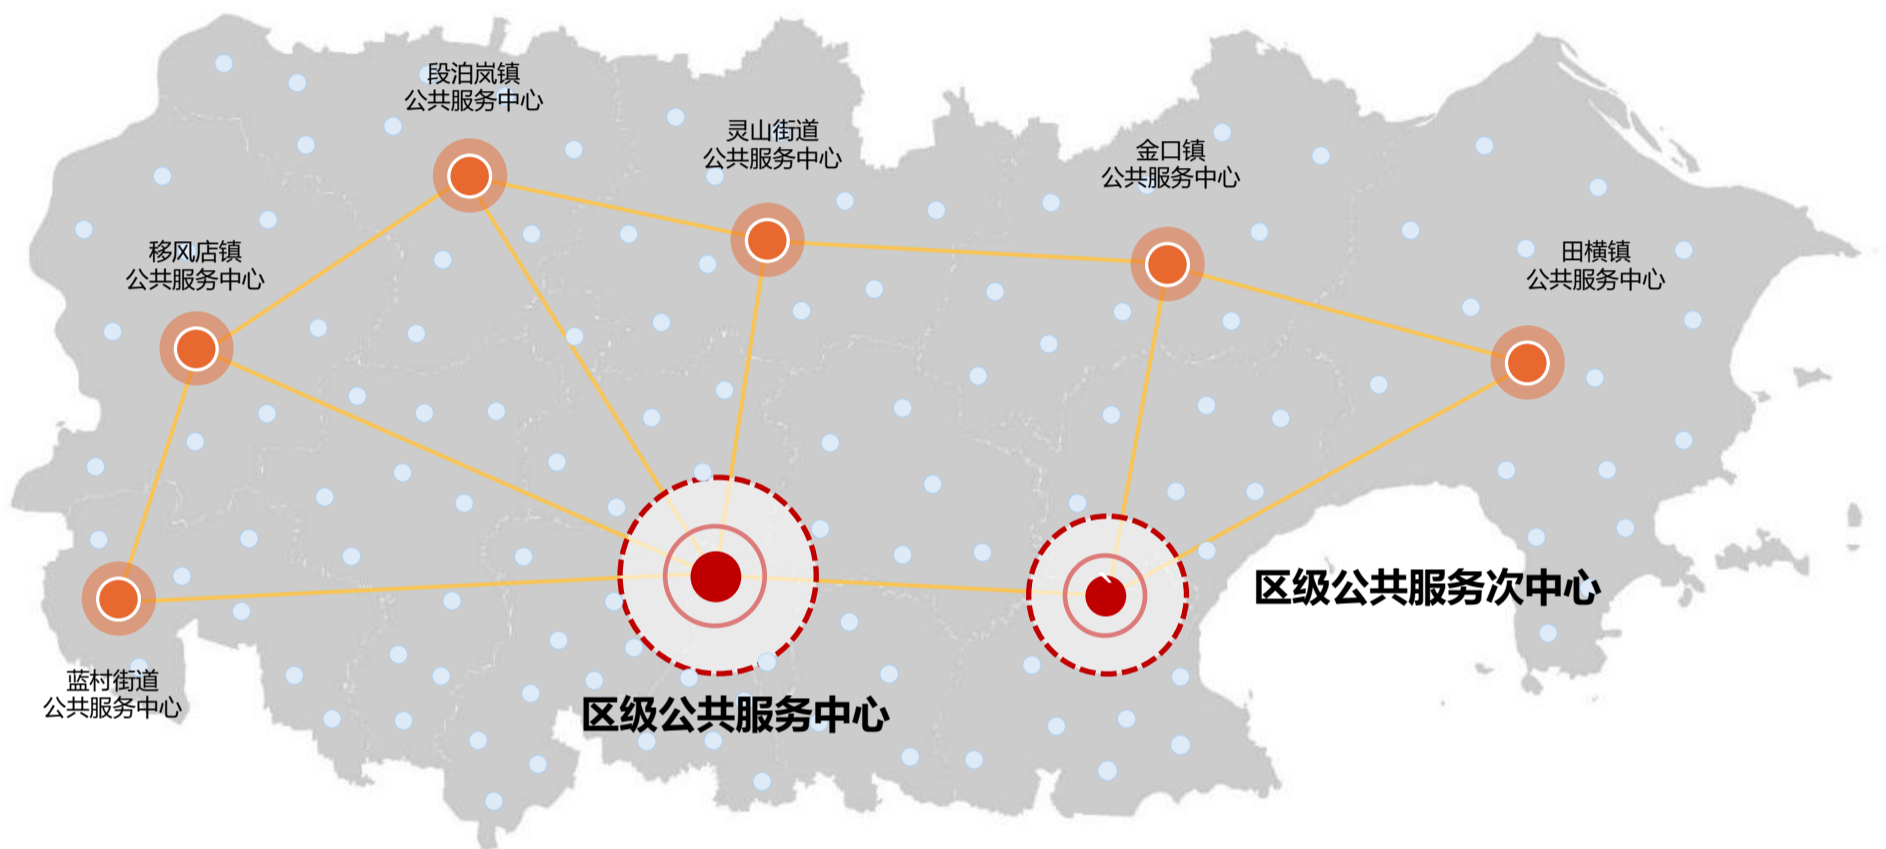 段泊岚镇
公共服务中心
灵山街道
公共服务中心
金口镇
公共服务中心
移风店镇
公共服务中心
田横镇
公共服务中心
区级公共服务次中心
蓝村街道
公共服务中心
区级公共服务中心